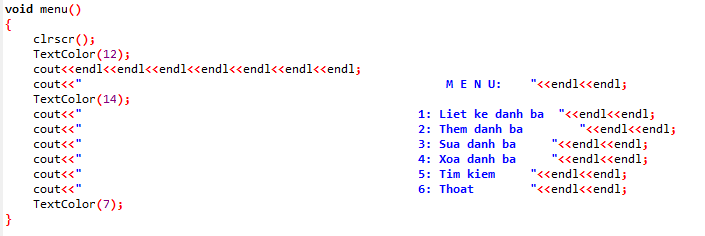 void menu()
{
    clrscr();
    TextColor(12);
    cout<<endl<<endl<<endl<<endl<<endl<<endl<<endl;
    cout<<"                                                    M E N U:    "<<endl<<endl;
    TextColor(14);
    cout<<"                                                1: Liet ke danh ba  "<<endl<<endl;
    cout<<"                                                2: Them danh ba        "<<endl<<endl;
    cout<<"                                                3: Sua danh ba     "<<endl<<endl;
    cout<<"                                                4: Xoa danh ba     "<<endl<<endl;
    cout<<"                                                5: Tim kiem     "<<endl<<endl;
    cout<<"                                                6: Thoat        "<<endl<<endl;
    TextColor(7);
}